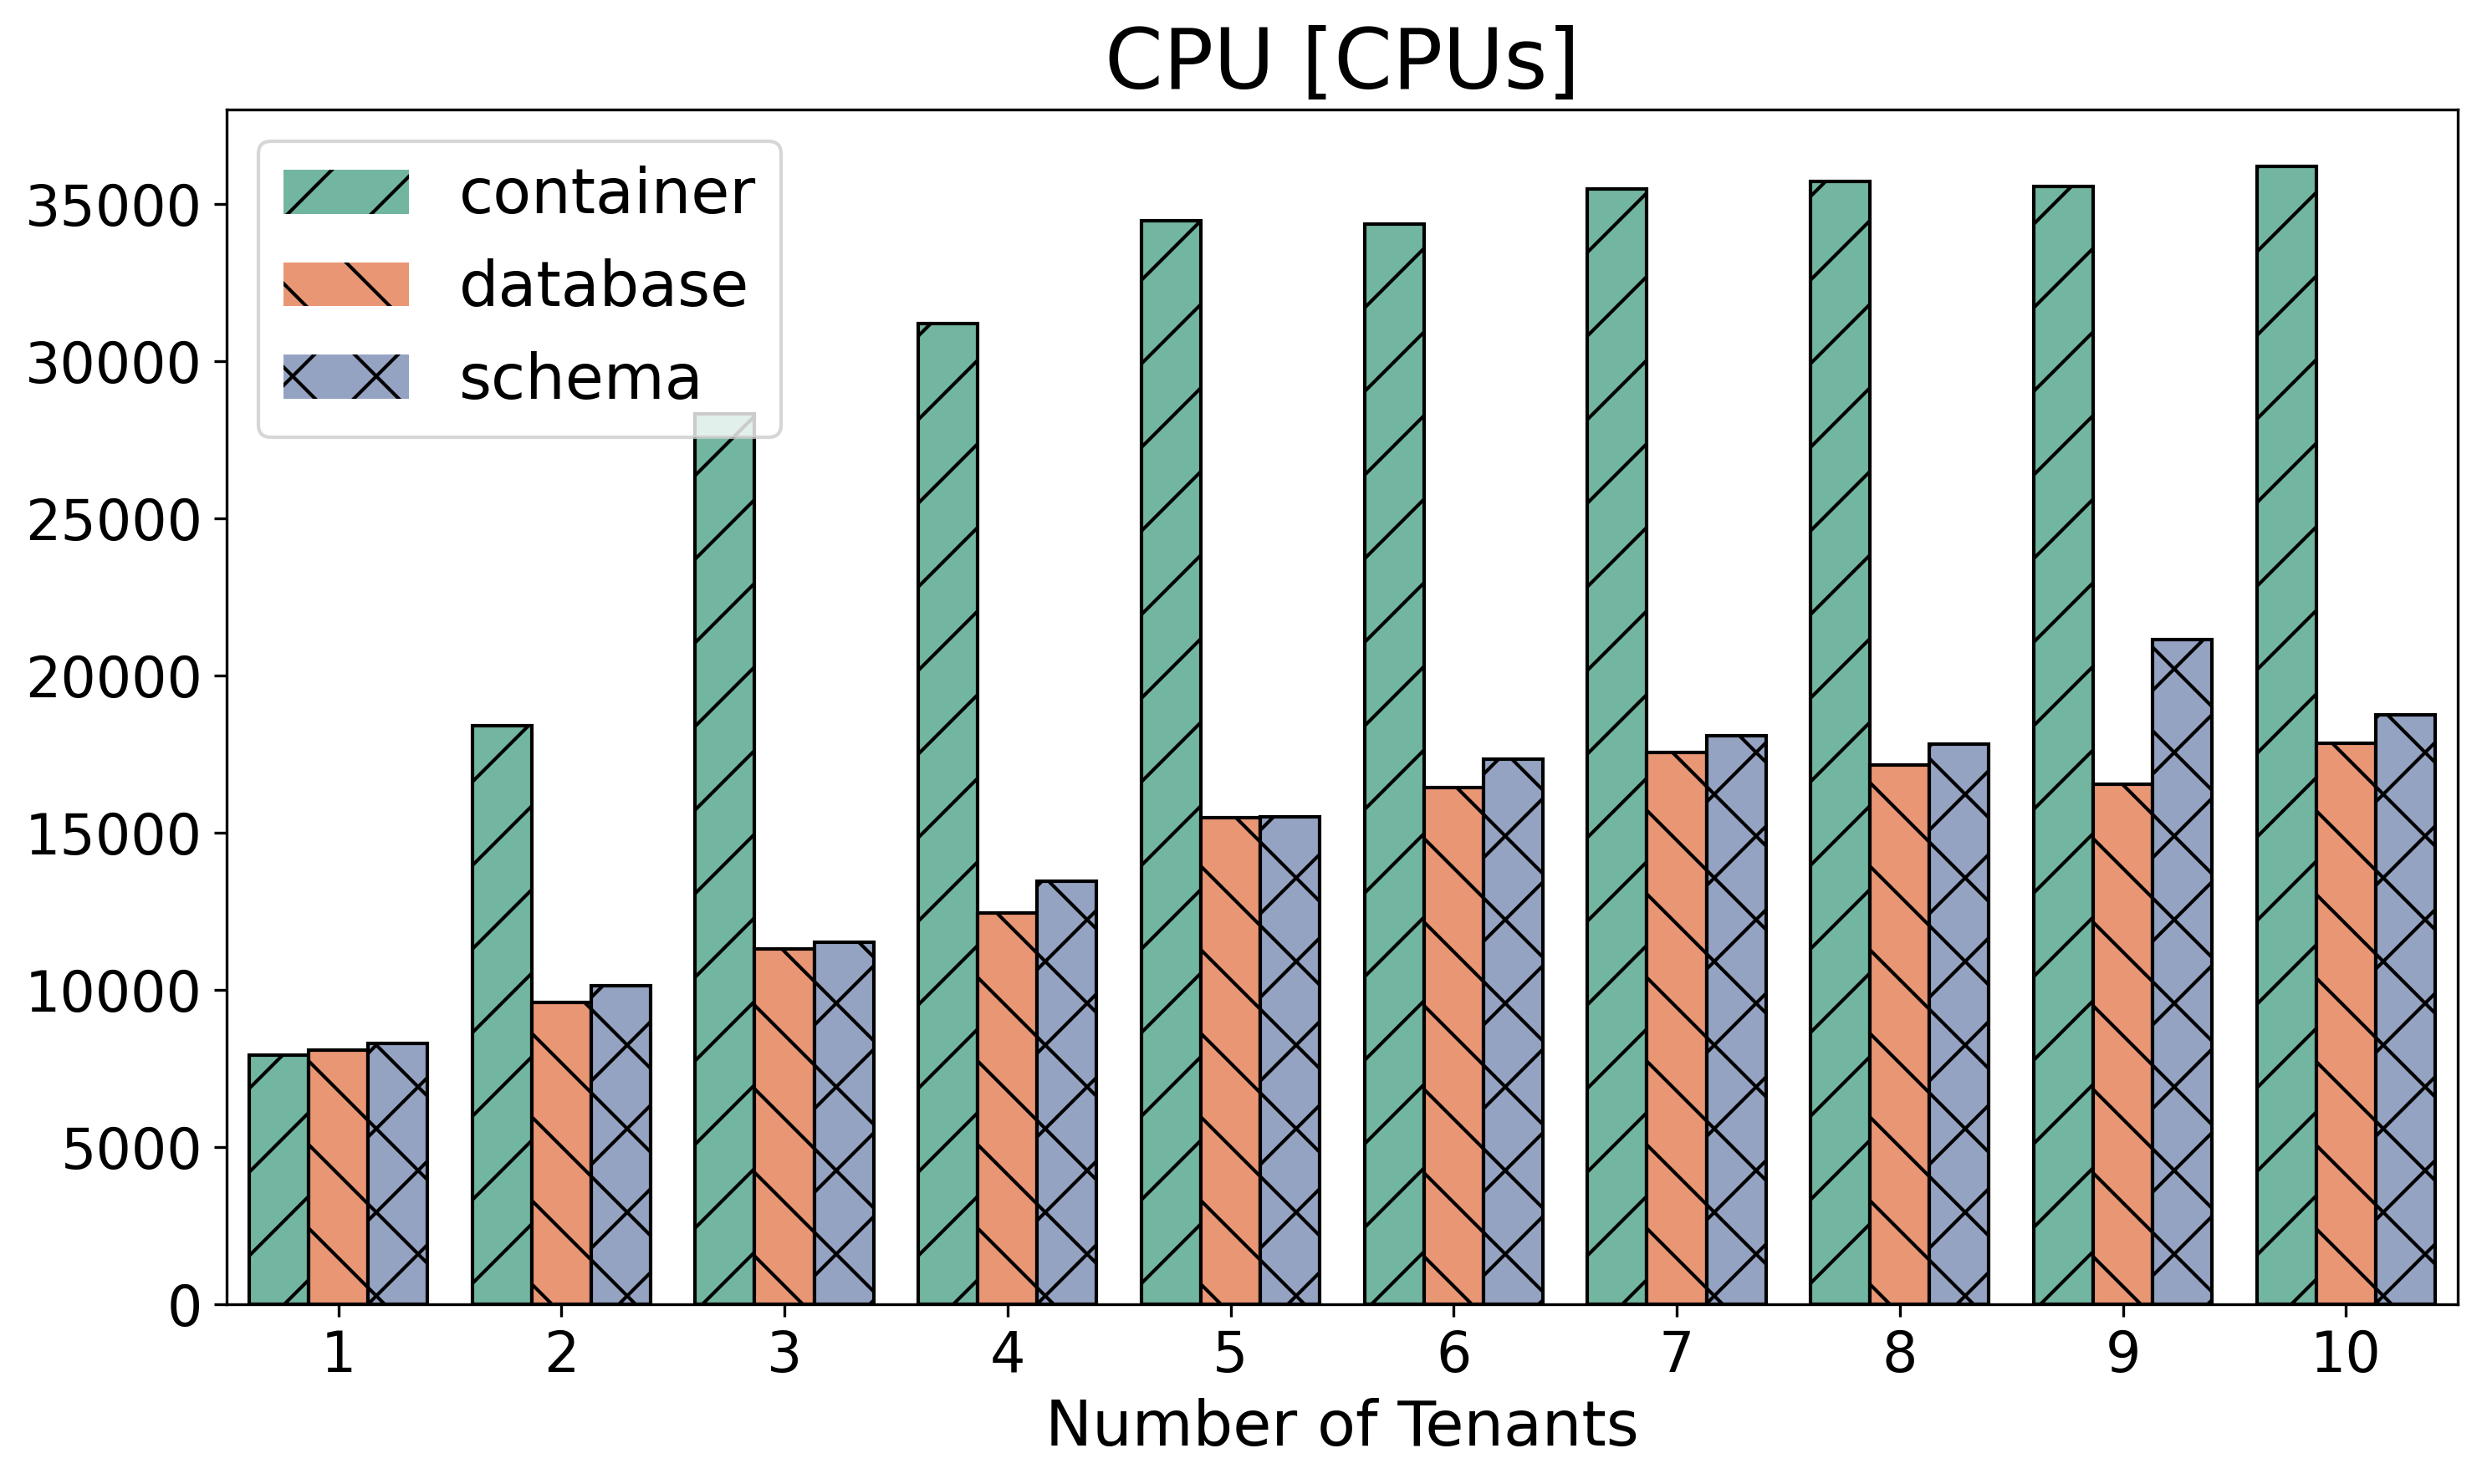 CPU [CPUs]
container
database
schema
35000
30000
25000
20000
15000
10000
5000
0
1 2 3 4 5 6 7 8 9 10
Number of Tenants